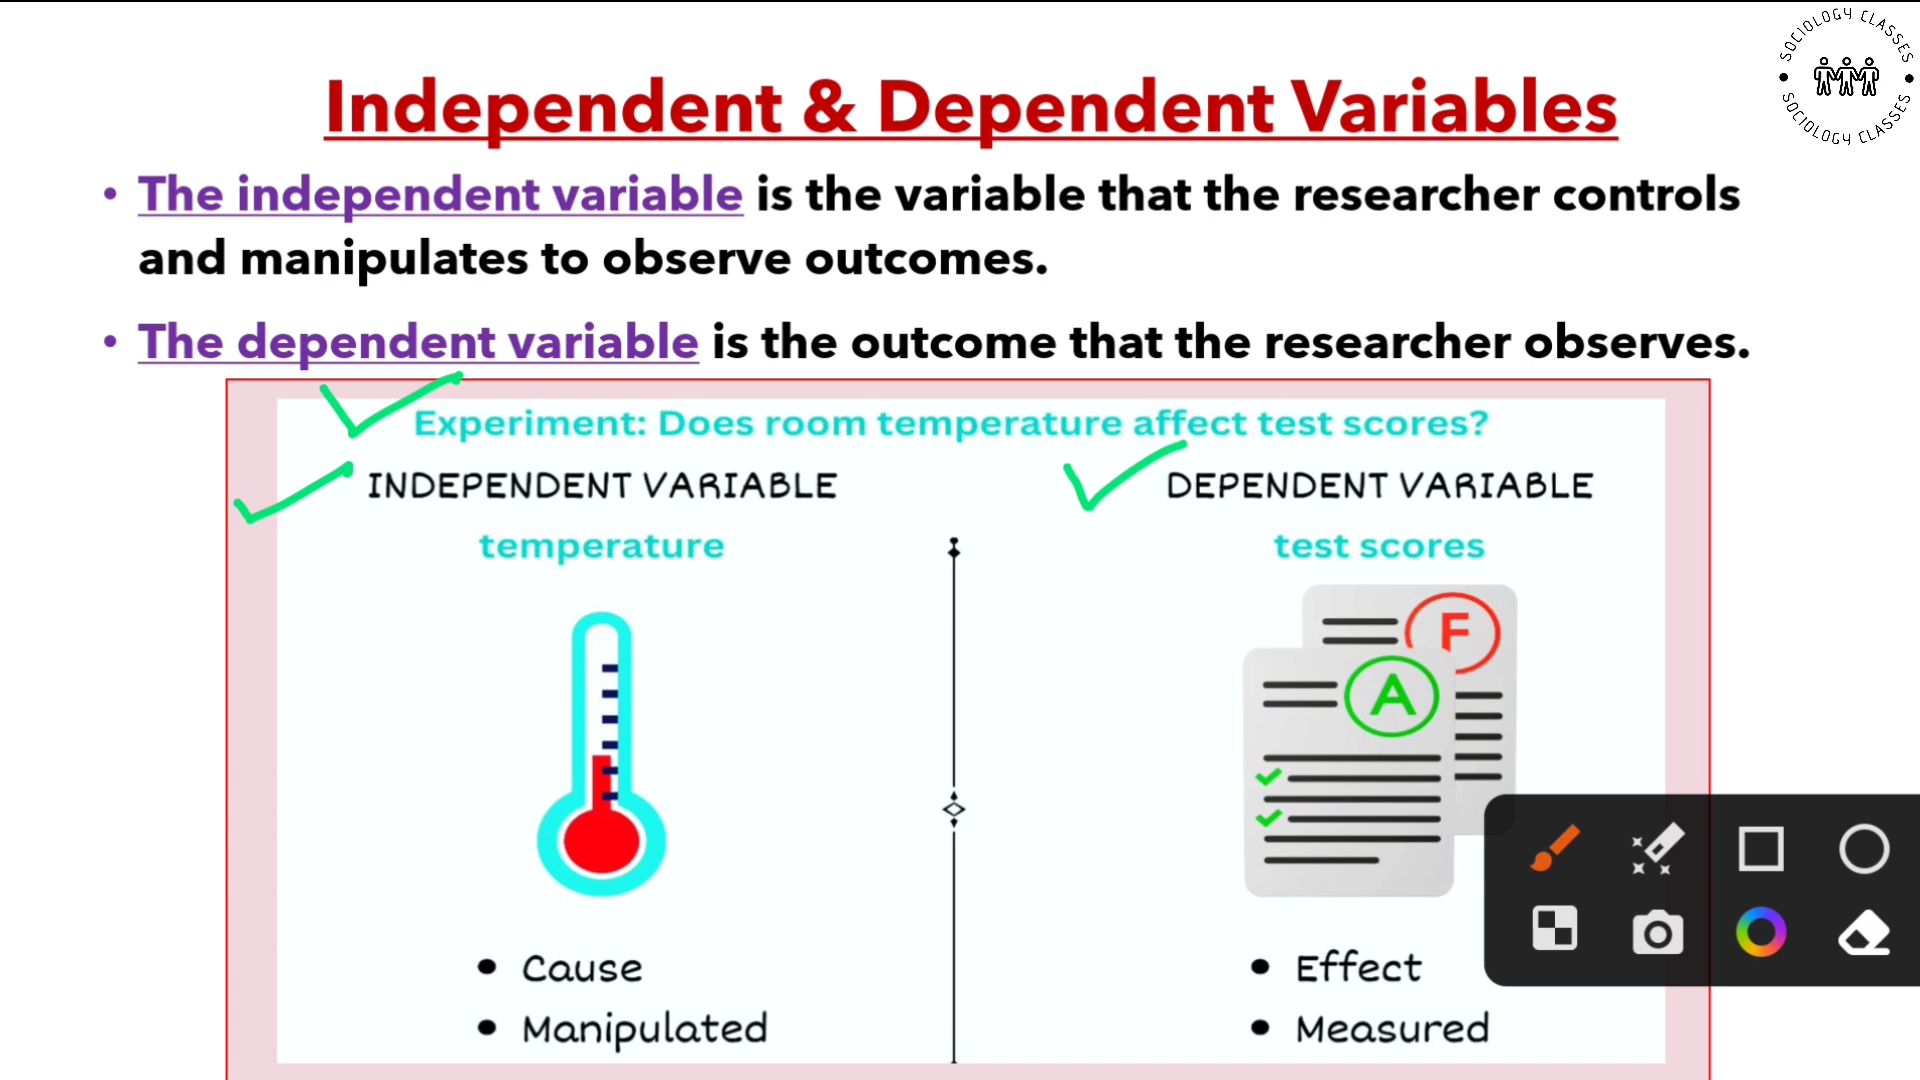 SOCIOLOGY CLASSES
SOCIOLOGY CLASSES
Independent & Dependent Variables
• The independent variable is the variable that the researcher controls
and manipulates to observe outcomes.
• The dependent variable is the outcome that the researcher observes.
Experiment: Does room temperature affect test scores?
INDEPENDENT VARIABLE
temperature
• Cause
• Manipulated
DEPENDENT VARIABLE
test scores
F
A
• Effect
• Measured